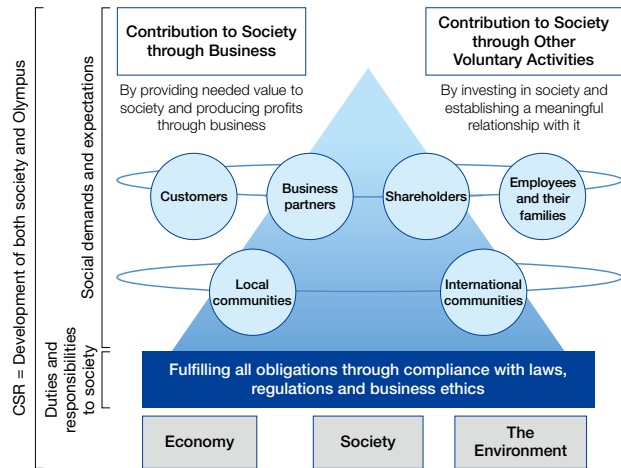 CSR = Development of both society and Olympus
Social demands and expectations
Duties and
responsibilities
to society
Contribution to Society
through Business
By providing needed value to
society and producing profits
through business
Contribution to Society
through Other
Voluntary Activities
By investing in society and
establishing a meaningful
relationship with it
Customers
Business
partners
Shareholders
Employees
and their
families
Local
communities
International
communities
Fulfilling all obligations through compliance with laws,
regulations and business ethics
Economy
Society
The
Environment